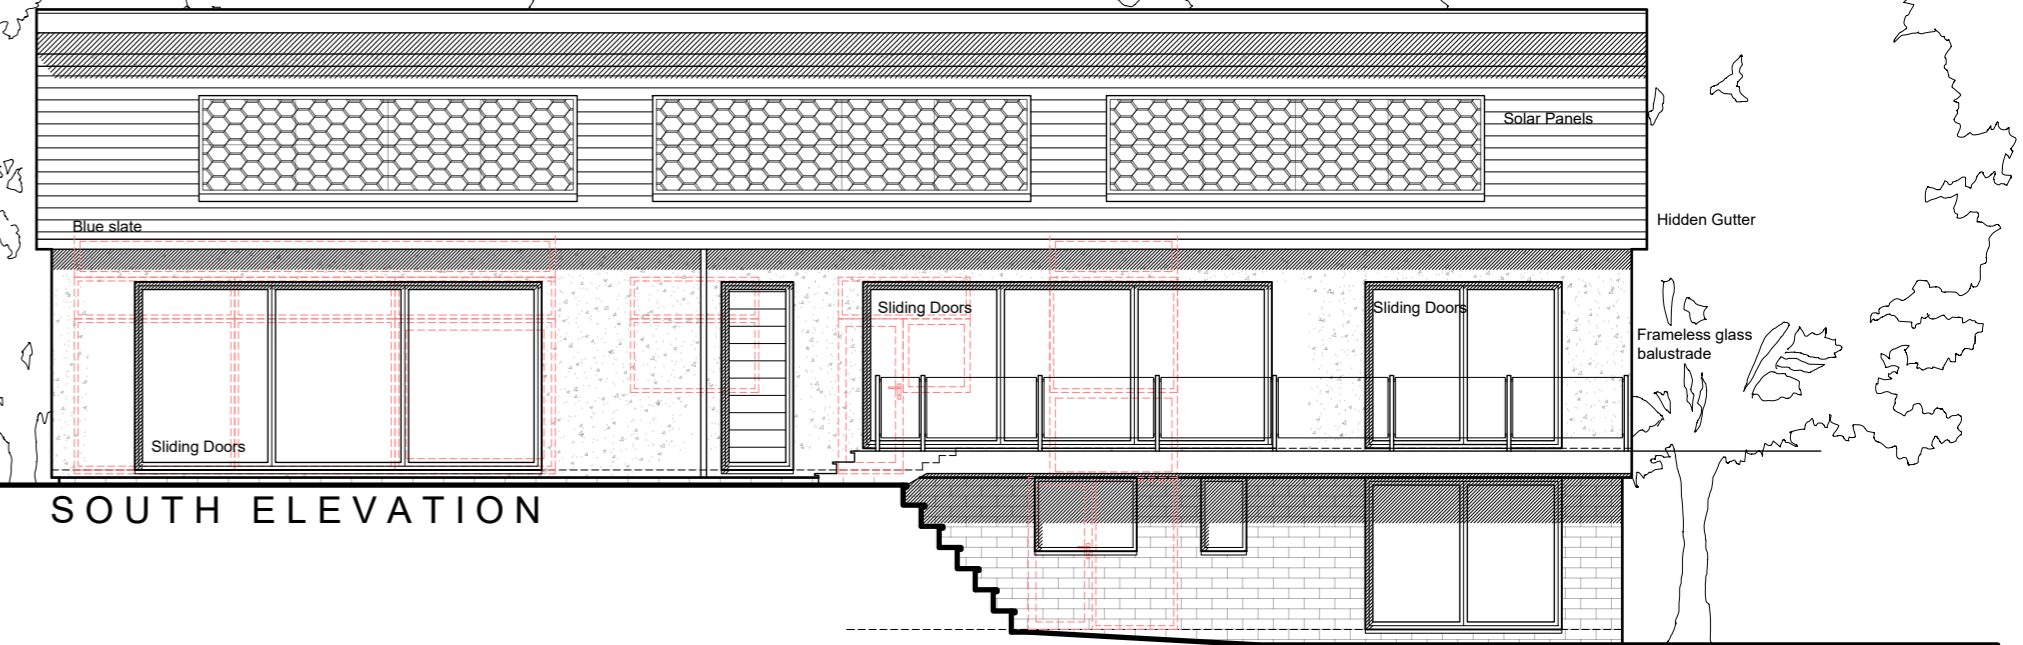 Solar Panels
Hidden Gutter
Blue slate
Sliding Doors
Sliding Doors
Frameless glass
balustrade
Sliding Doors
SOUTH ELEVATION